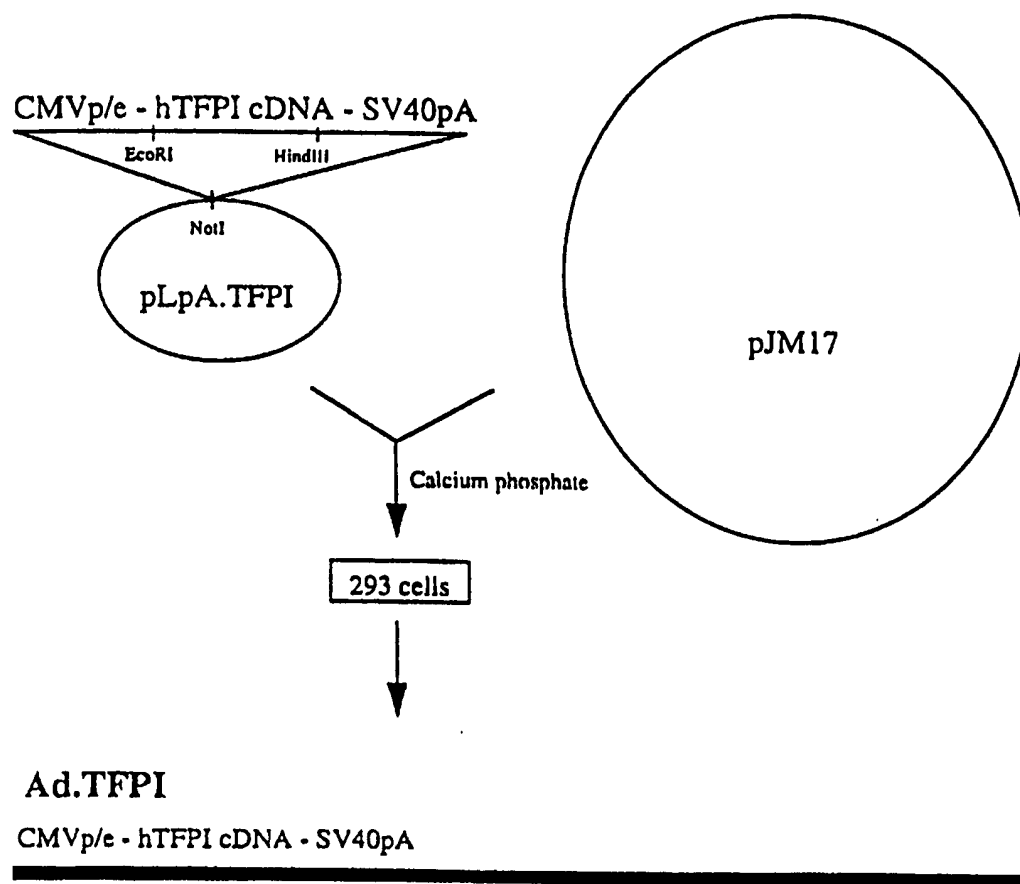 CMVp/e - hTFPI cDNA - SV40pA
EcoRI
HindIII
NotI
pLpA.TFPI
pJM17
Calcium phosphate
293 cells
Ad.TFPI
CMVp/e - hTFPI cDNA - SV40pA